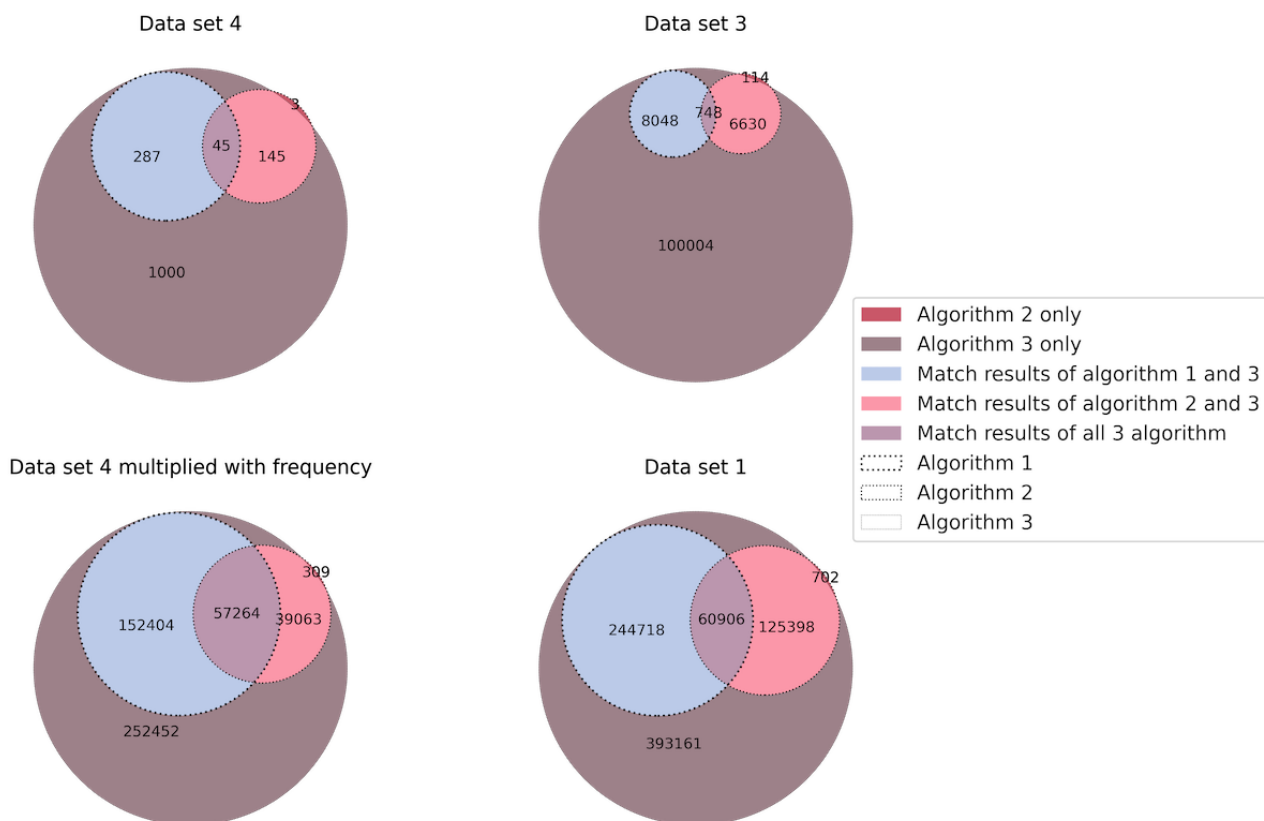 Data set 4
3
287
45
145
1000
Data set 3
114
8048
748
6630
100004
Algorithm 2 only
Algorithm 3 only
Match results of algorithm 1 and 3
Match results of algorithm 2 and 3
Match results of all 3 algorithm
Algorithm 1
Algorithm 2
Algorithm 3
Data set 4 multiplied with frequency
309
152404
57264
39063
252452
Data set 1
702
244718
60906
125398
393161